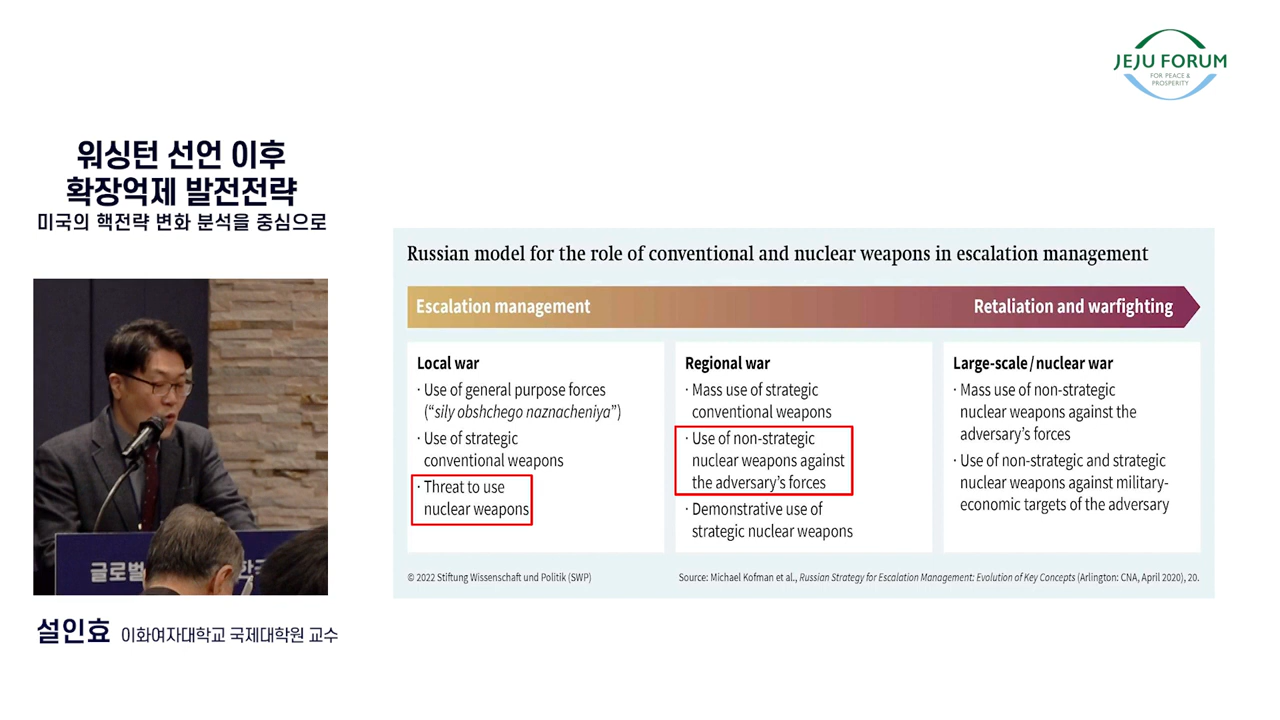 JEJU FORUM
FOR PEACE &
PROSPERITY
워싱턴 선언 이후
확장억제 발전전략
미국의 핵전략 변화 분석을 중심으로
글로벌
한국
설인효 이화여자대학교 국제대학원 교수
Russian model for the role of conventional and nuclear weapons in escalation management
Escalation management
Retaliation and warfighting
Local war
· Use of general purpose forces
(“sily obshchego naznacheniya”)
· Use of strategic
conventional weapons
· Threat to use
nuclear weapons
Regional war
· Mass use of strategic
conventional weapons
· Use of non-strategic
nuclear weapons against
the adversary’s forces
· Demonstrative use of
strategic nuclear weapons
Large-scale/nuclear war
· Mass use of non-strategic
nuclear weapons against the
adversary’s forces
· Use of non-strategic and strategic
nuclear weapons against military-
economic targets of the adversary
© 2022 Stiftung Wissenschaft und Politik (SWP)
Source: Michael Kofman et al., Russian Strategy for Escalation Management: Evolution of Key Concepts (Arlington: CNA, April 2020), 20.